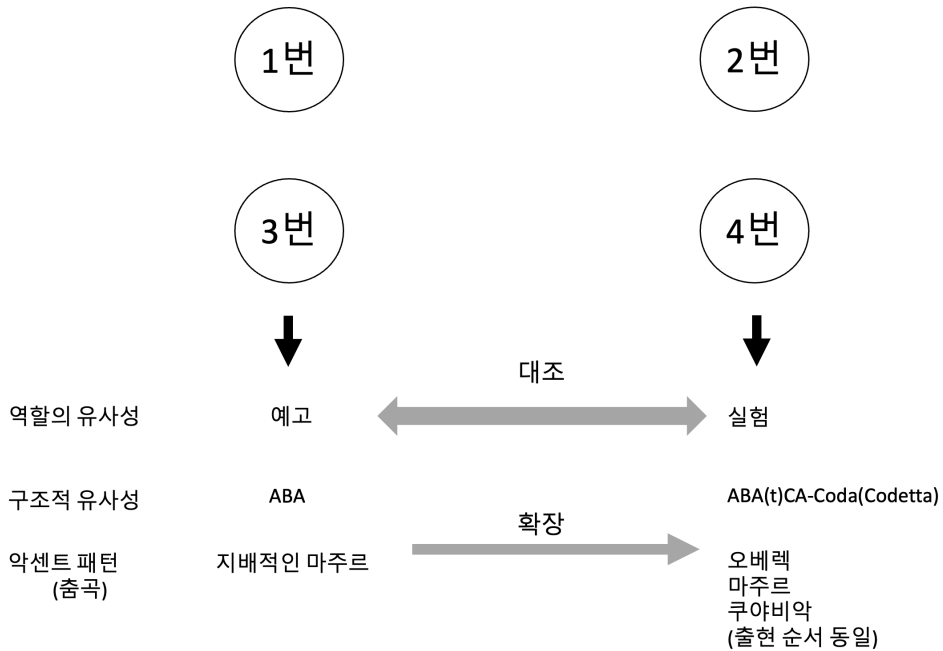 1번
2번
3번
4번
대조
역할의 유사성
예고
실험
구조적 유사성
ABA
ABA(t)CA-Coda(Codetta)
확장
악센트 패턴
(춤곡)
지배적인 마주르
오베렉
마주르
쿠야비악
(출현 순서 동일)